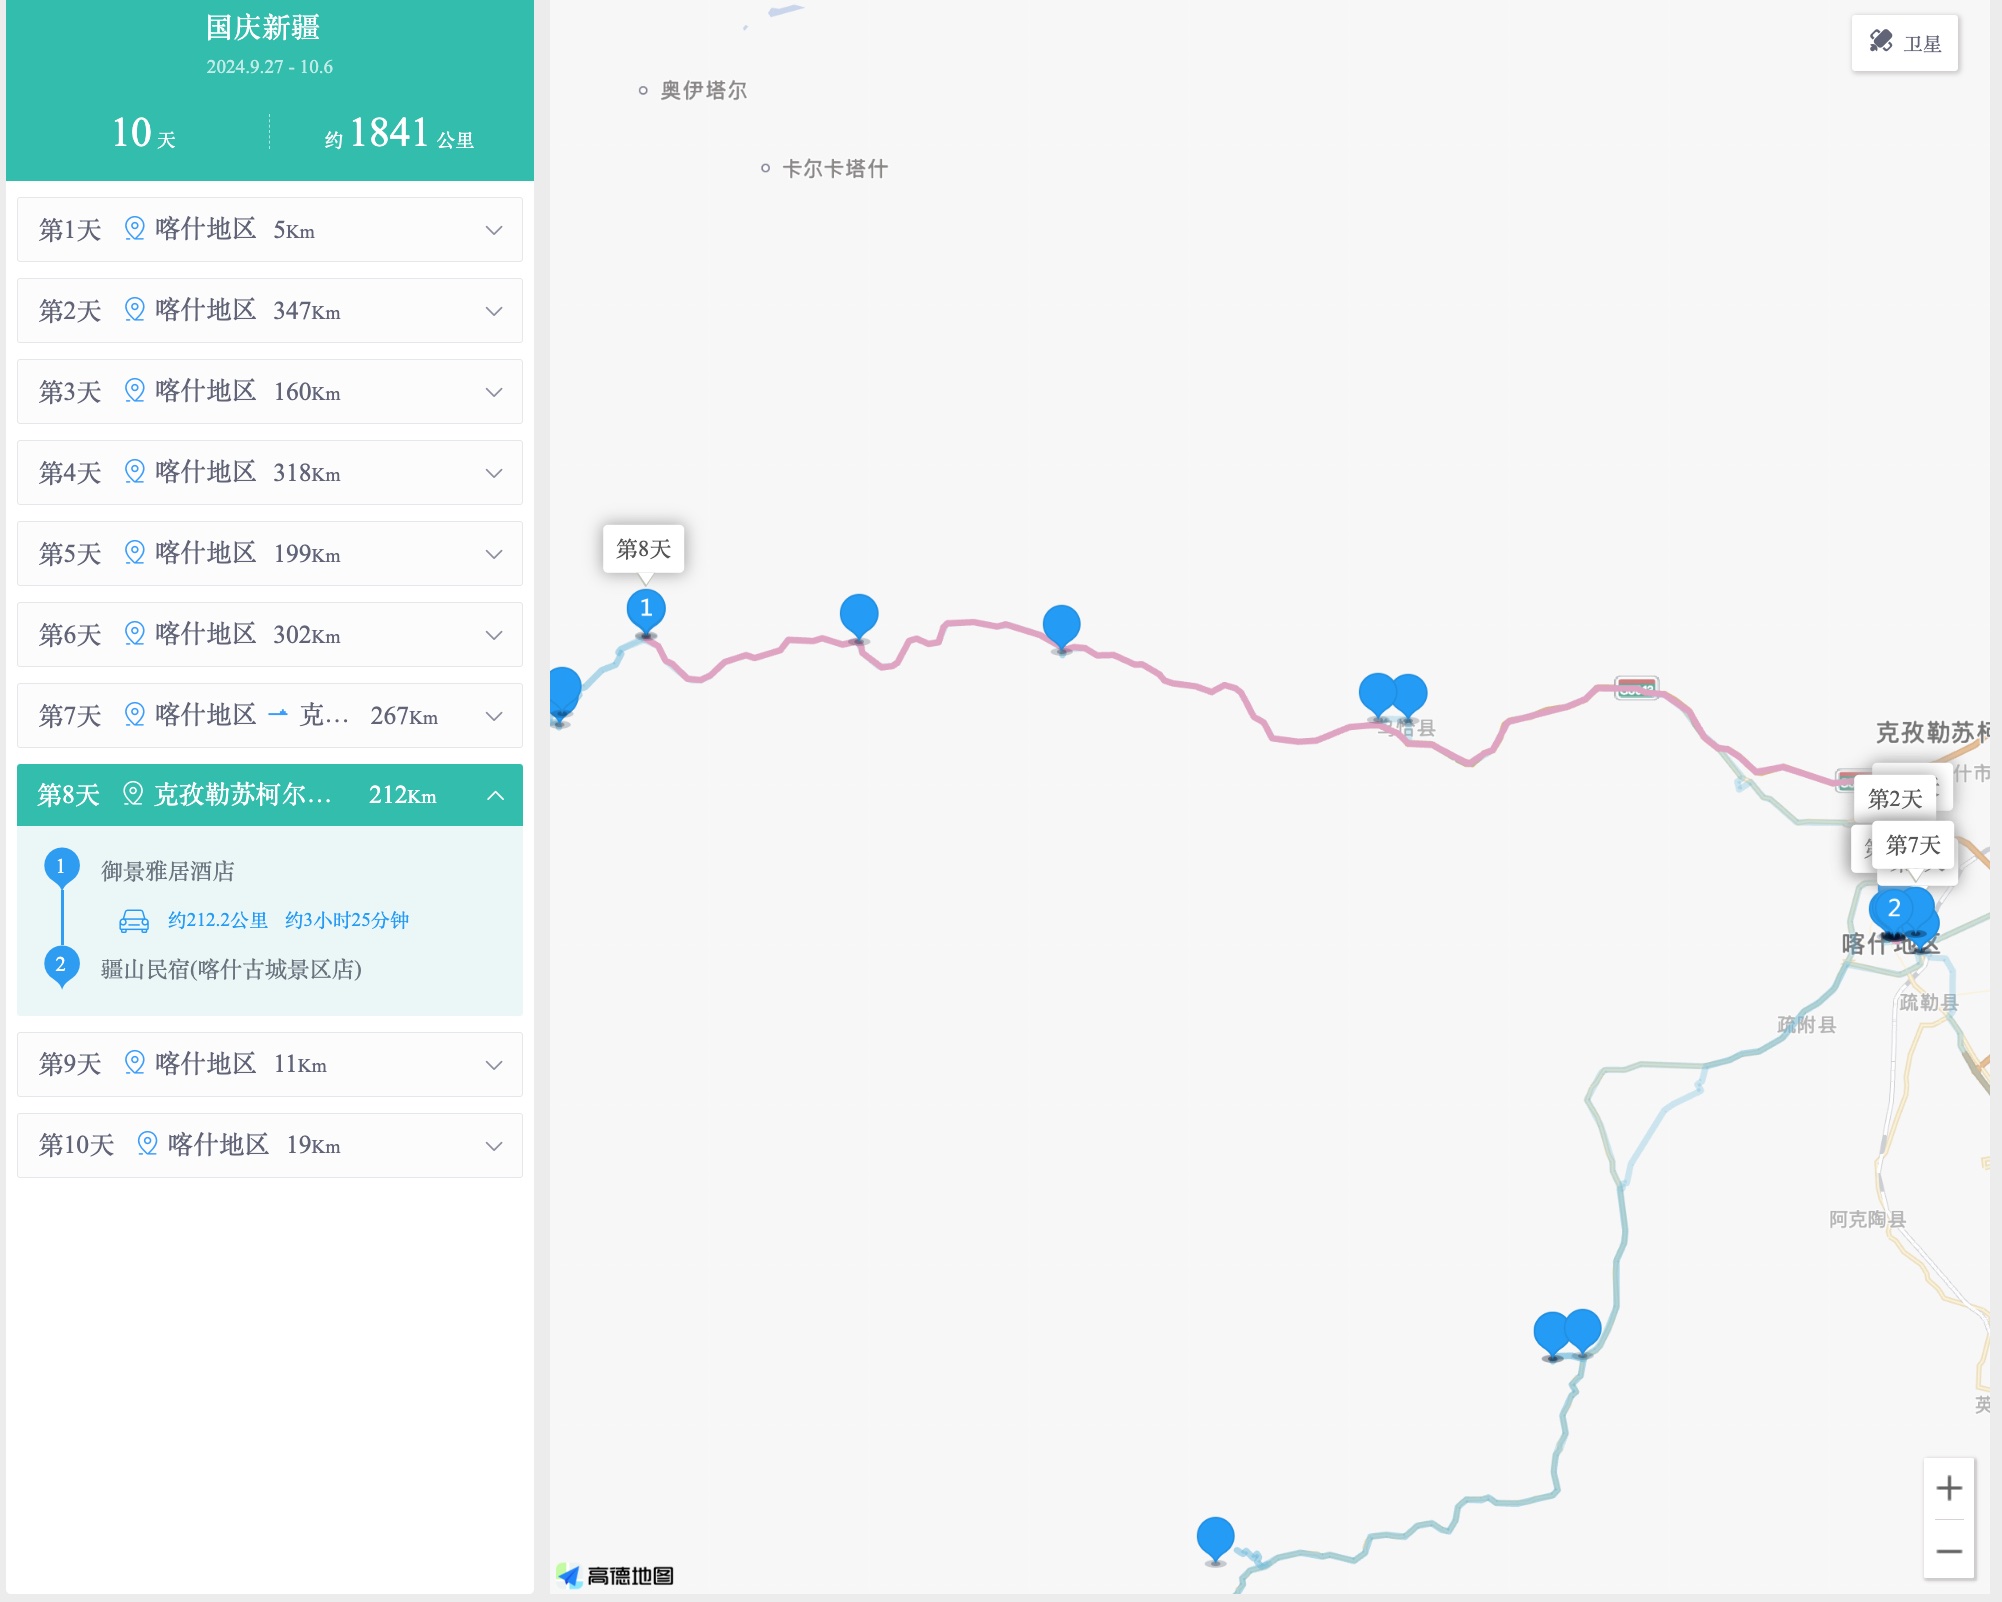 国庆新疆
2024.9.27 - 10.6
10天
约1841公里
第1天 喀什地区 5Km
第2天 喀什地区 347Km
第3天 喀什地区 160Km
第4天 喀什地区 318Km
第5天 喀什地区 199Km
第6天 喀什地区 302Km
第7天 喀什地区 克... 267Km
第8天 克孜勒苏柯尔... 212Km
1 御景雅居酒店
约212.2公里 约3小时25分钟
2 疆山民宿(喀什古城景区店)
第9天 喀什地区 11Km
第10天 喀什地区 19Km
卫星
奥伊塔尔
卡尔卡塔什
第8天
1
乌恰县
克孜勒苏柯
什市
第2天
第
第7天
2
喀什地区
疏勒县
疏附县
阿克陶县
英
高德地图